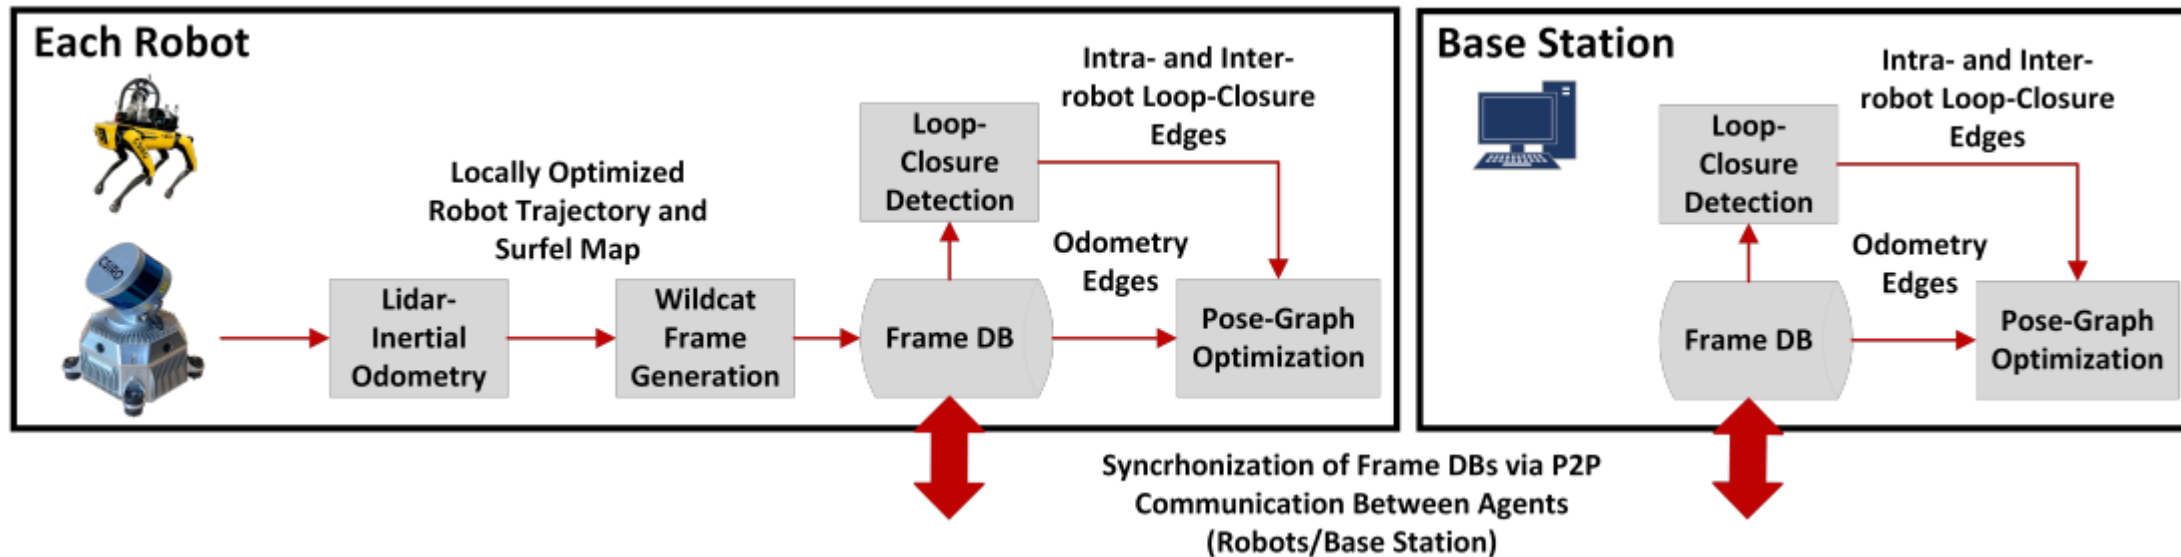 Each Robot
Locally Optimized
Robot Trajectory and
Surfel Map
CSIRO
Lidar-
Inertial
Odometry
Wildcat
Frame
Generation
Loop-
Closure
Detection
Intra- and Inter-
robot Loop-Closure
Edges
Odometry
Edges
Frame DB
Pose-Graph
Optimization
Base Station
Loop-
Closure
Detection
Intra- and Inter-
robot Loop-Closure
Edges
Odometry
Edges
Frame DB
Pose-Graph
Optimization
Syncrhonization of Frame DBs via P2P
Communication Between Agents
(Robots/Base Station)